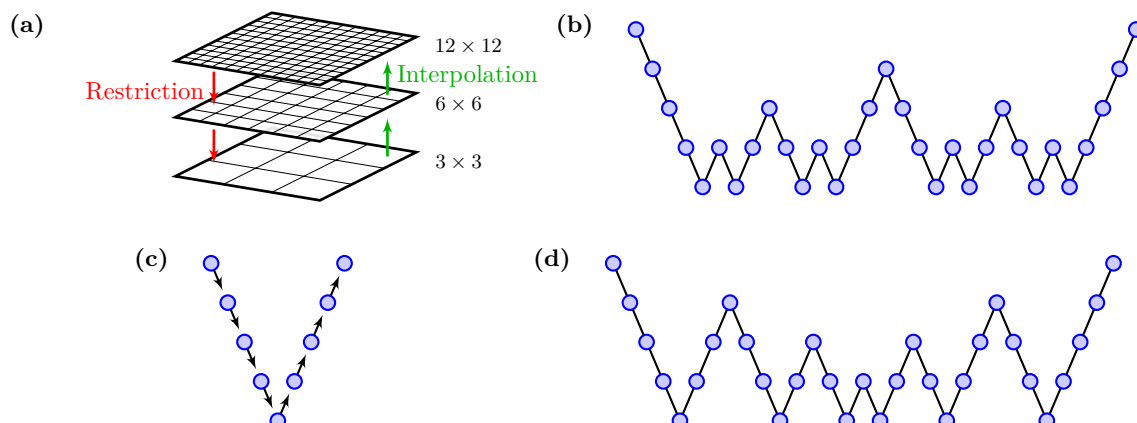 (a)
12 × 12
Restriction
Interpolation
6 × 6
3 × 3
(b)
(c)
(d)